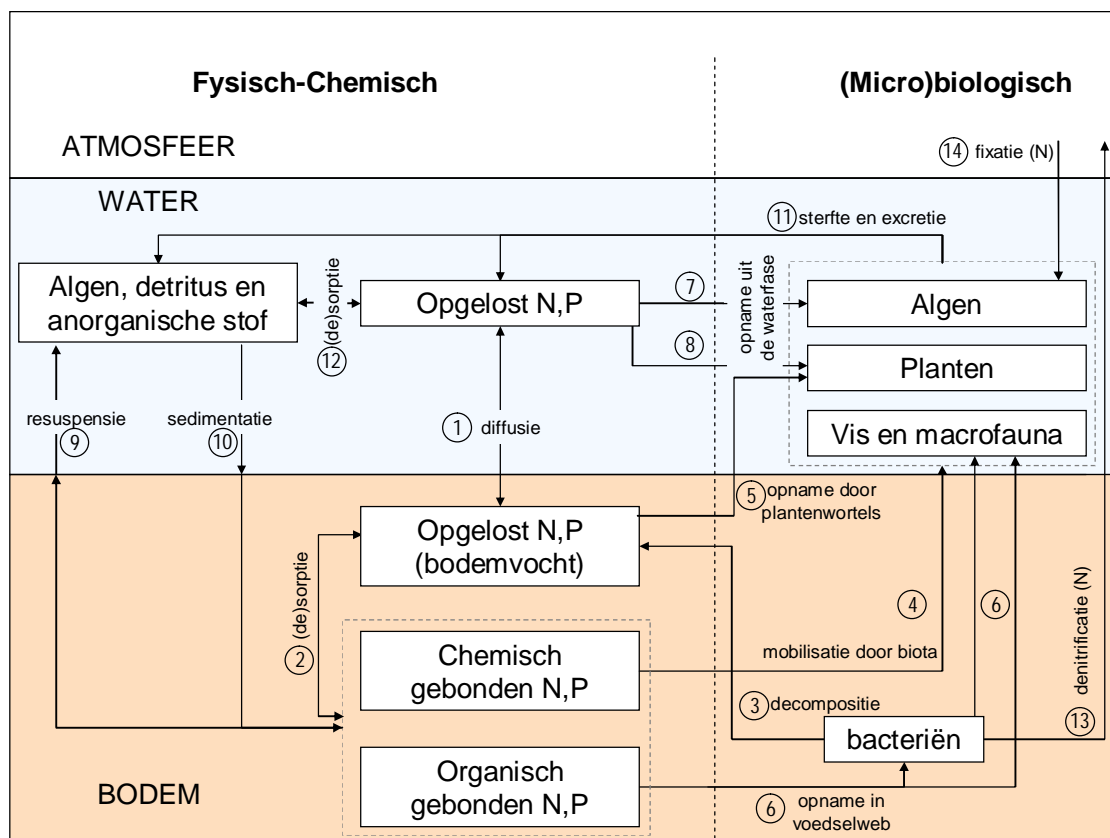 Fysisch-Chemisch
(Micro)biologisch
ATMOSFEER
14 fixatie (N)
WATER
11 sterfte en excretie
Algen, detritus en
anorganische stof
(de)sorptie
12
Opgelost N,P
7
8
opname uit
de waterfase
Algen
Planten
Vis en macrofauna
resuspensie
9
sedimentatie
10
1 diffusie
5 opname door
plantenwortels
Opgelost N,P
(bodemvocht)
2 (de)sorptie
4
6
denitrificatie (N)
13
Chemisch
gebonden N,P
mobilisatie door biota
3 decompositie
bacteriën
Organisch
gebonden N,P
6 opname in
voedselweb
BODEM